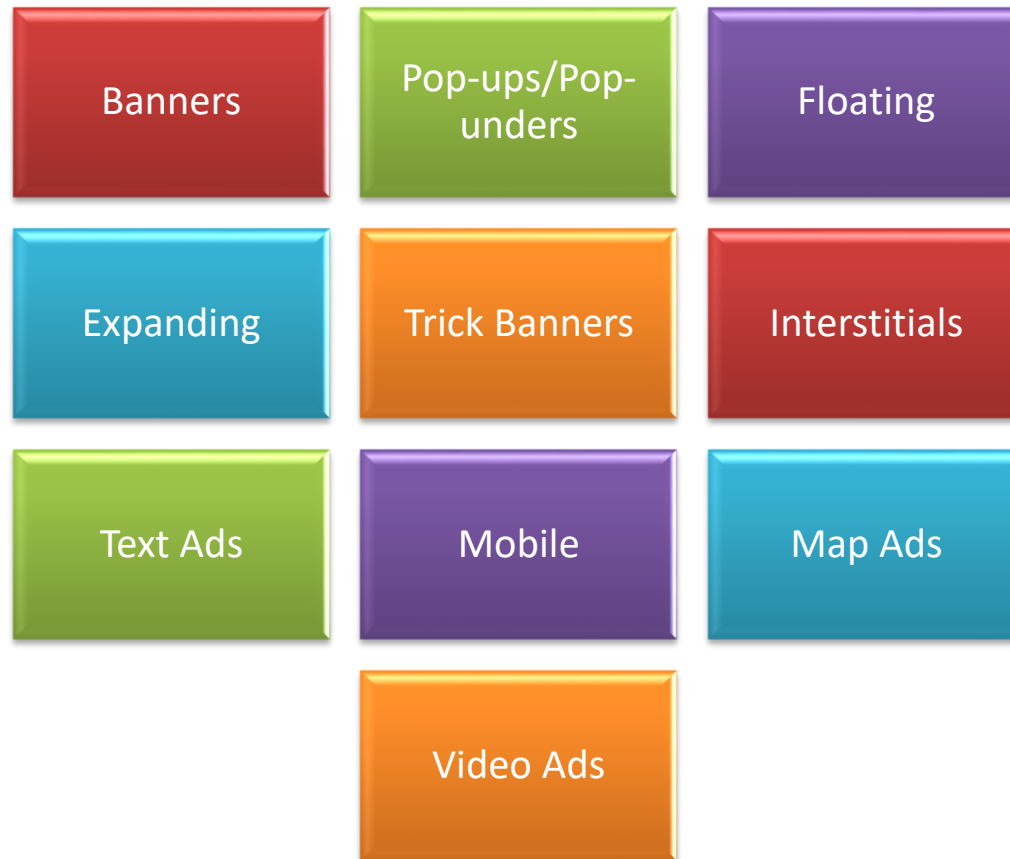 Banners
Pop-ups/Pop-
unders
Floating
Expanding
Trick Banners
Interstitials
Text Ads
Mobile
Map Ads
Video Ads